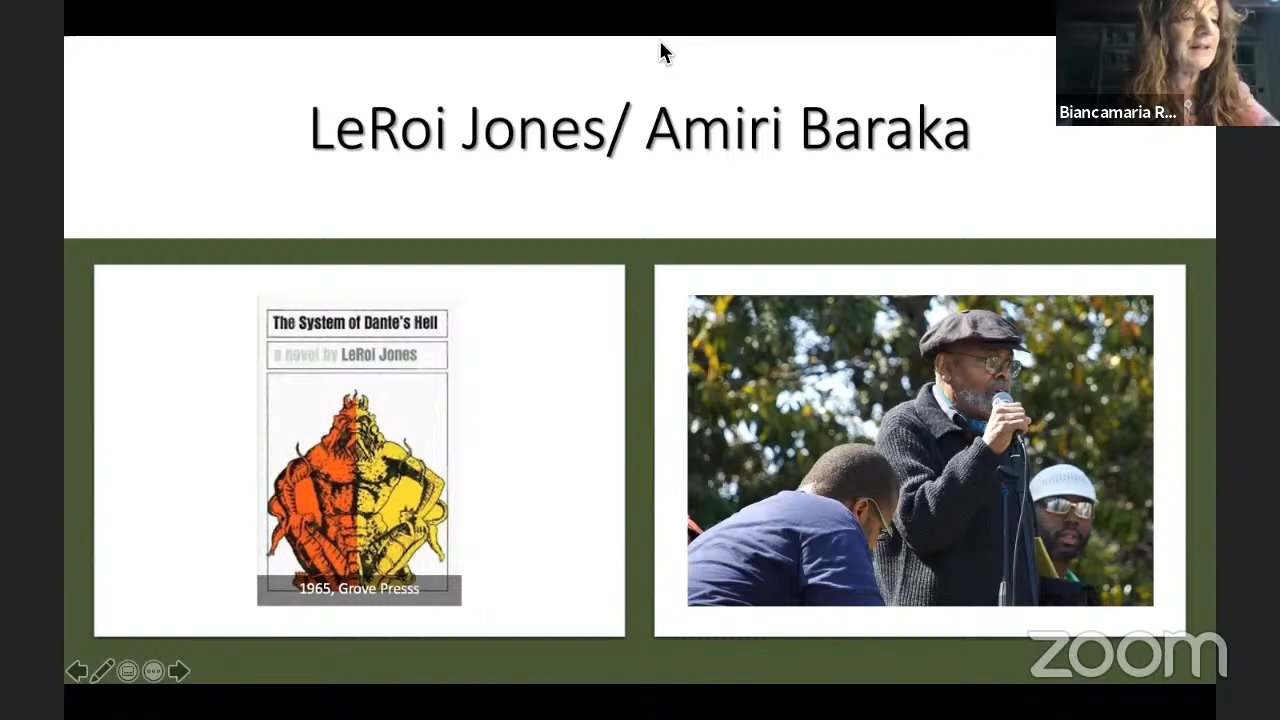 LeRoi Jones/ Amiri Baraka
Biancamaria R...
The System of Dante's Hell
a novel by LeRoi Jones
1965, Grove Presss
zoom